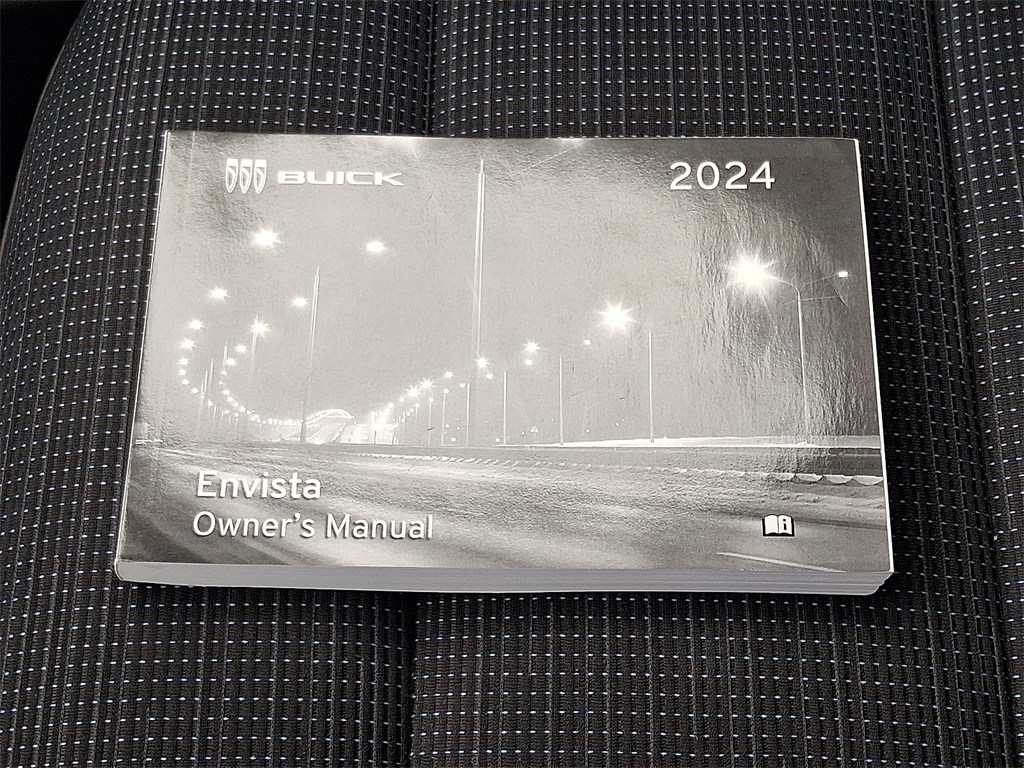 BUICK
2024
Envista
Owner's Manual